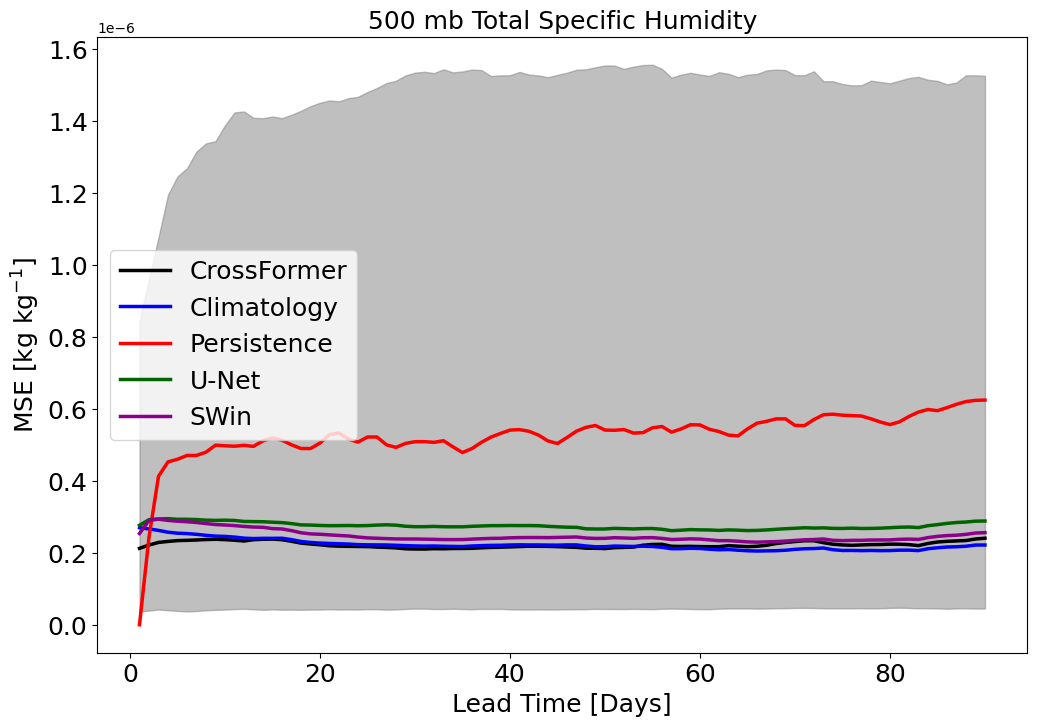 500 mb Total Specific Humidity
1e−6
1.6
1.4
1.2
1.0
0.8
0.6
0.4
0.2
0.0
MSE [kg kg⁻¹]
CrossFormer
Climatology
Persistence
U-Net
SWin
0 20 40 60 80
Lead Time [Days]